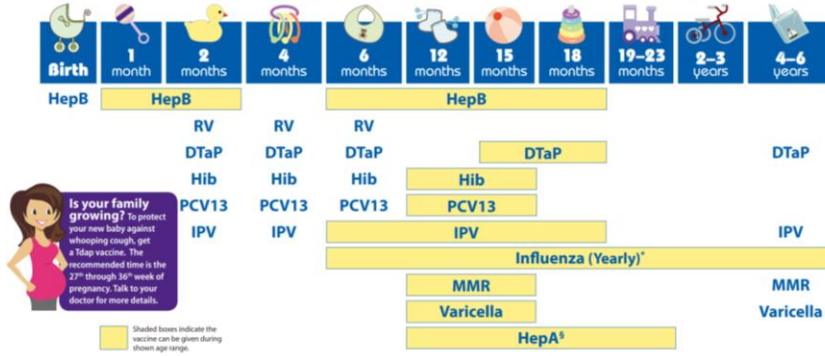 Birth
1
month
2
months
4
months
6
months
12
months
15
months
18
months
19–23
months
2–3
years
4–6
years
HepB HepB HepB
RV RV RV
DTaP DTaP DTaP DTaP DTaP
Hib Hib Hib Hib
PCV13 PCV13 PCV13 PCV13
IPV IPV IPV IPV
Influenza (Yearly)*
MMR MMR
Varicella Varicella
HepA§
Is your family
growing? To protect
your new baby against
whooping cough, get
a Tdap vaccine. The
recommended time is the
27th through 36th week of
pregnancy. Talk to your
doctor for more details.
Shaded boxes indicate the
vaccine can be given during
shown age range.